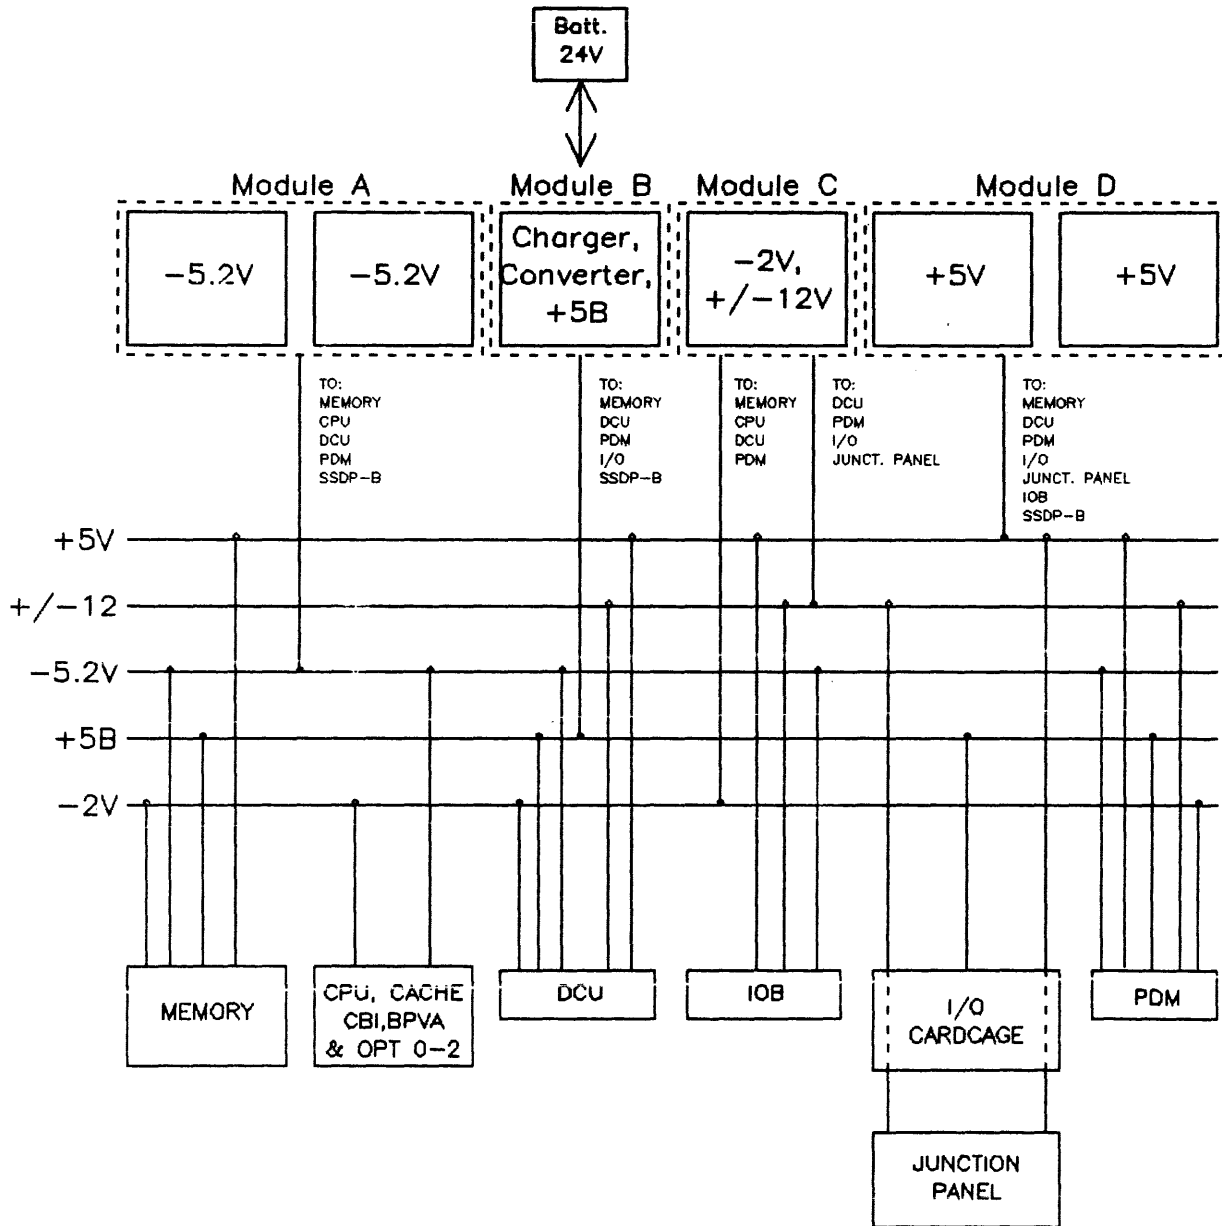 Batt.
24V
Module A
Module B
Module C
Module D
-5.2V
-5.2V
Charger,
Converter,
+5B
-2V,
+/-12V
+5V
+5V
TO:
MEMORY
CPU
DCU
PDM
SSDP-B
TO:
MEMORY
DCU
PDM
I/O
SSDP-B
TO:
MEMORY
CPU
DCU
PDM
TO:
DCU
PDM
I/O
JUNCT. PANEL
TO:
MEMORY
DCU
PDM
I/O
JUNCT. PANEL
IOB
SSDP-B
+5V
+/-12
-5.2V
+5B
-2V
MEMORY
CPU, CACHE
CBI,BPVA
& OPT 0-2
DCU
IOB
I/O
CARDCAGE
PDM
JUNCTION
PANEL